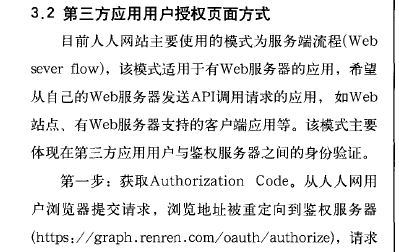 3.2 第三方应用用户授权页面方式
目前人人网站主要使用的模式为服务端流程(Web
sever flow)，该模式适用于有Web服务器的应用，希望
从自己的Web服务器发送API调用请求的应用，如Web
站点、有Web服务器支持的客户端应用等。该模式主要
体现在第三方应用用户与鉴权服务器之间的身份验证。
第一步：获取Authorization Code。从人人网用
户浏览器提交请求，浏览地址被重定向到鉴权服务器
(https://graph.renren.com/oauth/authorize)，请求